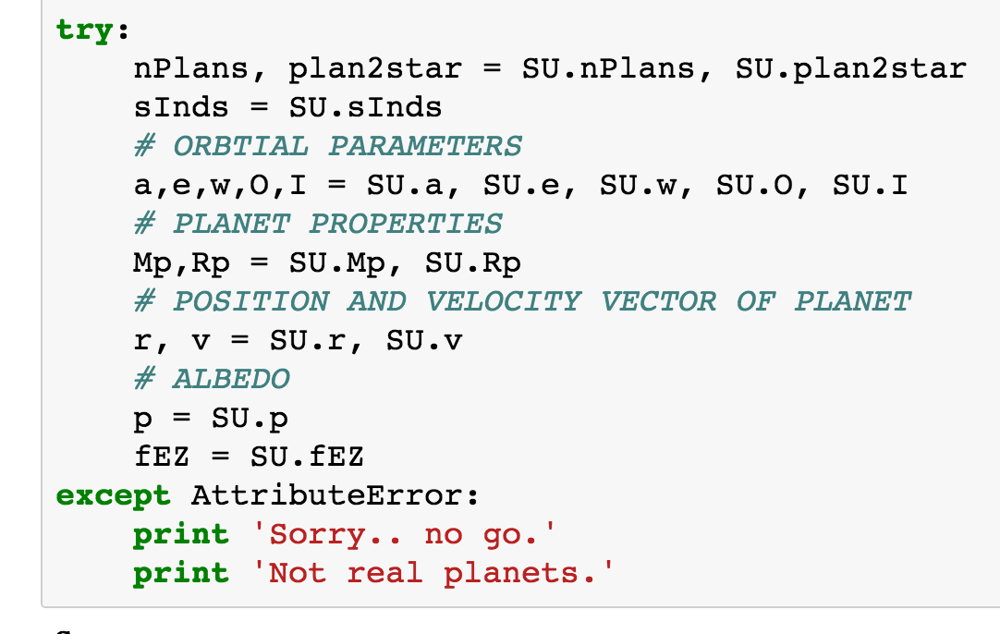 try:
nPlans, plan2star = SU.nPlans, SU.plan2star
sInds = SU.sInds
# ORBTIAL PARAMETERS
a,e,w,O,I = SU.a, SU.e, SU.w, SU.O, SU.I
# PLANET PROPERTIES
Mp,Rp = SU.Mp, SU.Rp
# POSITION AND VELOCITY VECTOR OF PLANET
r, v = SU.r, SU.v
# ALBEDO
p = SU.p
fEZ = SU.fEZ
except AttributeError:
print 'Sorry.. no go.'
print 'Not real planets.'